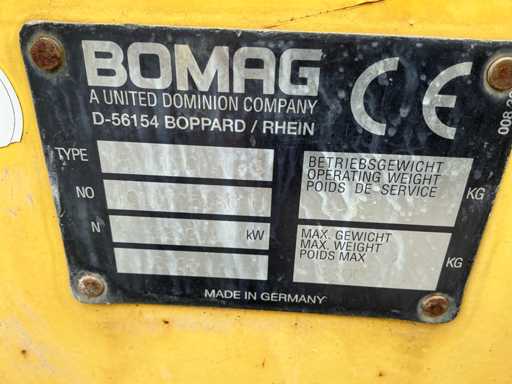 BOMAG
A UNITED DOMINION COMPANY
D-56154 BOPPARD / RHEIN
CE
TYPE
NO
N
kW
BETRIEBSGEWICHT
OPERATING WEIGHT
POIDS DE SERVICE
KG
MAX. GEWICHT
MAX. WEIGHT
POIDS MAX
KG
MADE IN GERMANY